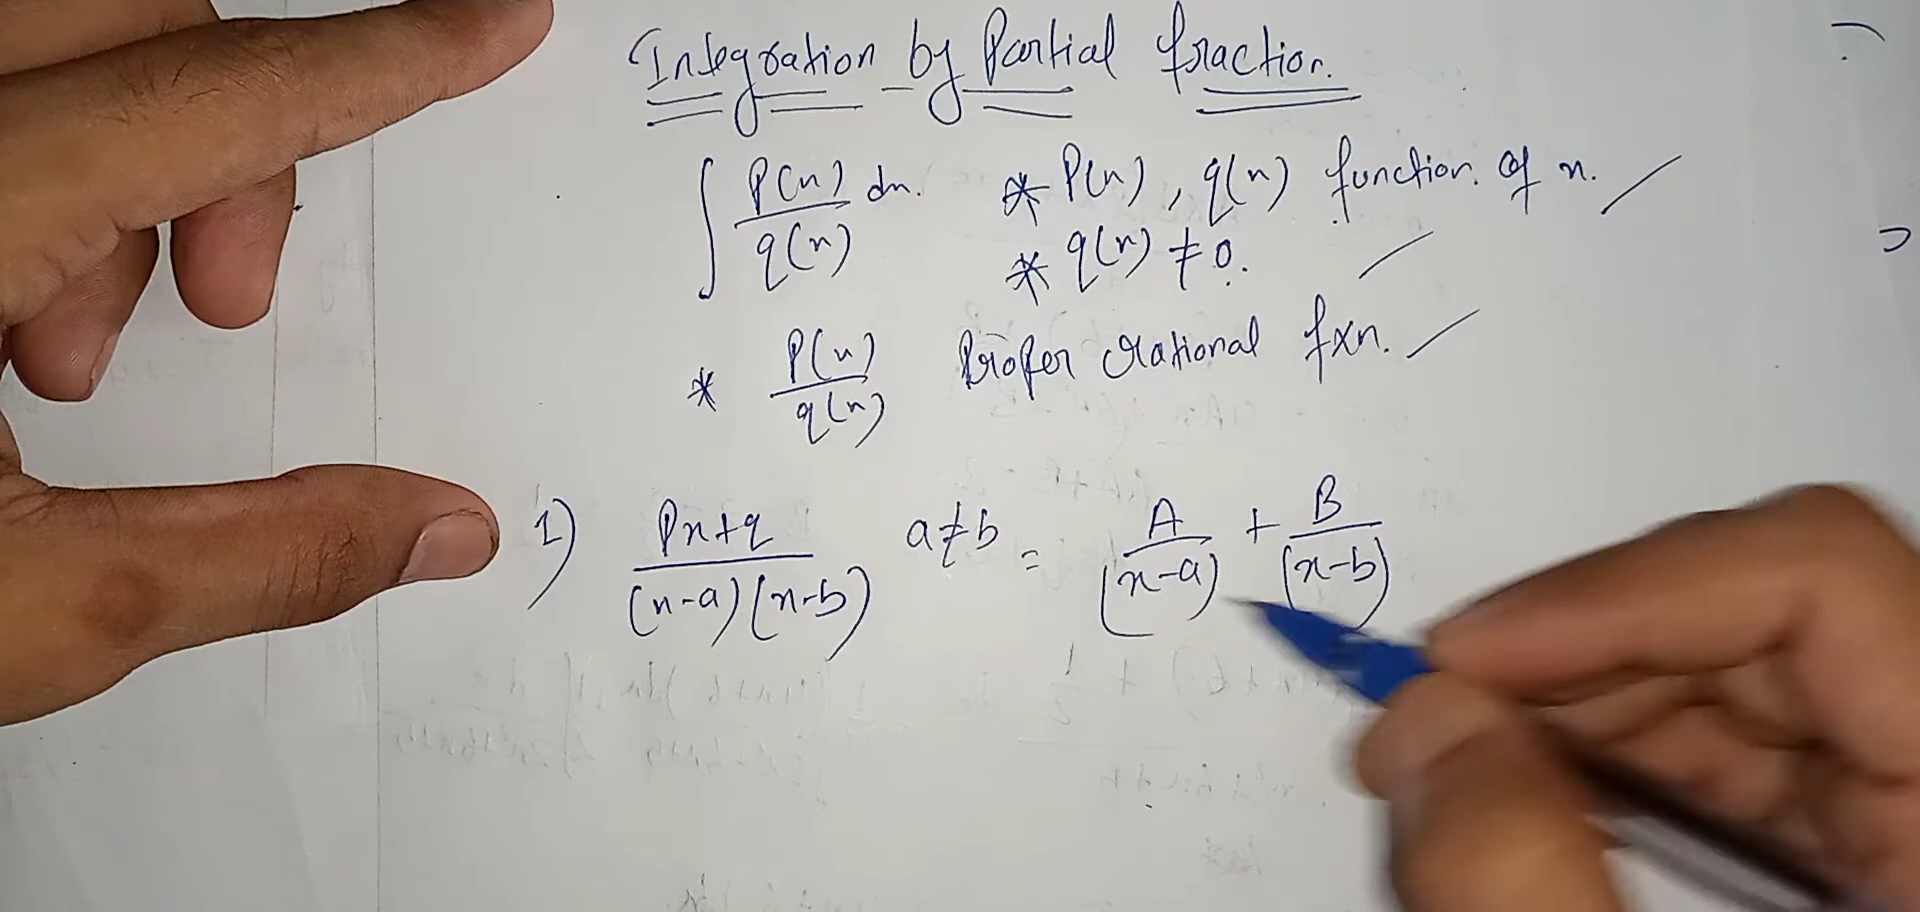 Integration by Partial fraction.
∫ P(x)/q(x) dx. * P(x), q(x) function of x.
* q(x) ≠ 0.
* P(x)/q(x) Proper rational fxn.
1) Px+q/(x-a)(x-b) a≠b = A/(x-a) + B/(x-b)